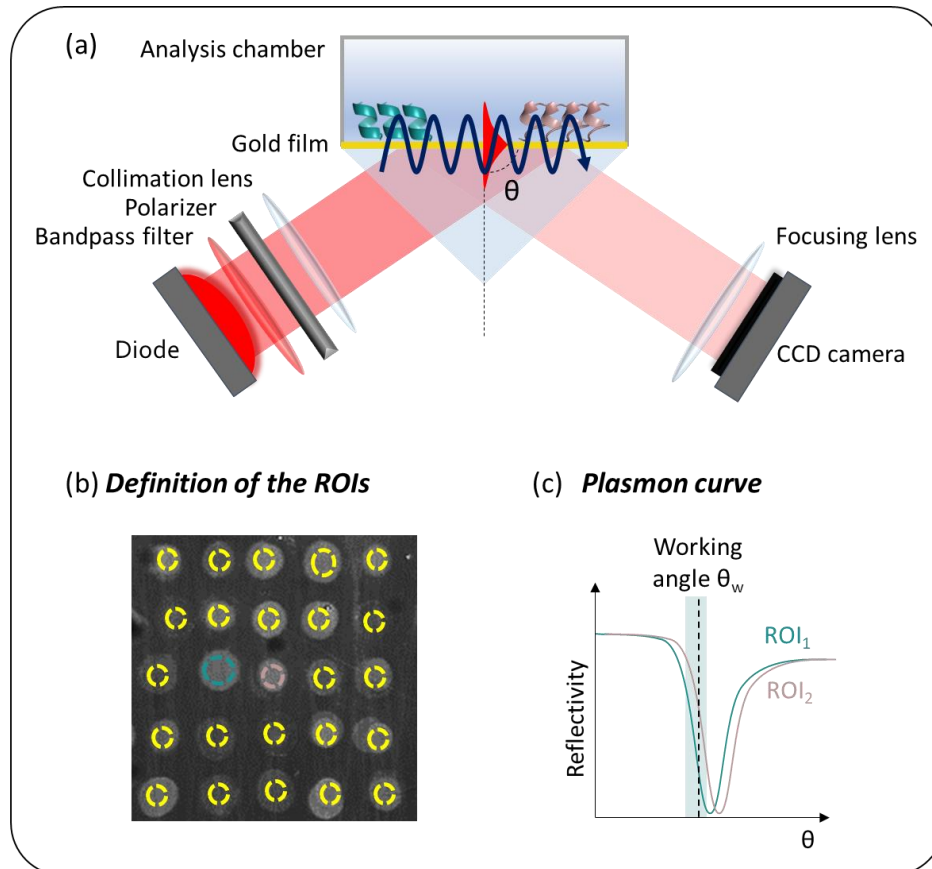 (a)
Analysis chamber
Gold film
Collimation lens
Polarizer
Bandpass filter
Diode
θ
Focusing lens
CCD camera
(b) Definition of the ROIs
(c) Plasmon curve
Working
angle θw
ROI1
ROI2
Reflectivity
θ